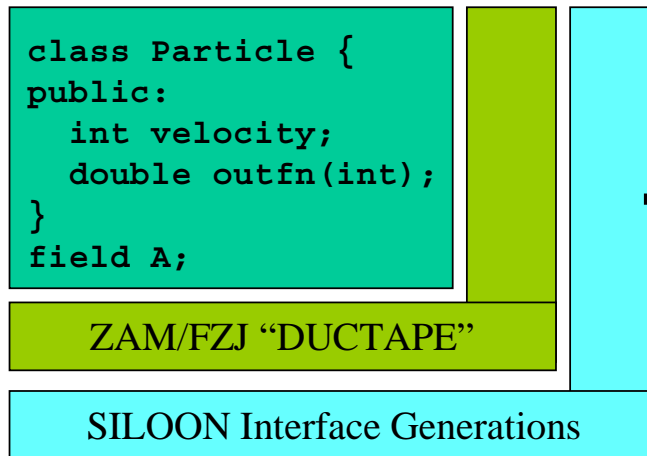 class Particle {
public:
  int velocity;
  double outfn(int);
}
field A;
ZAM/FZJ “DUCTAPE”
SILOON Interface Generations